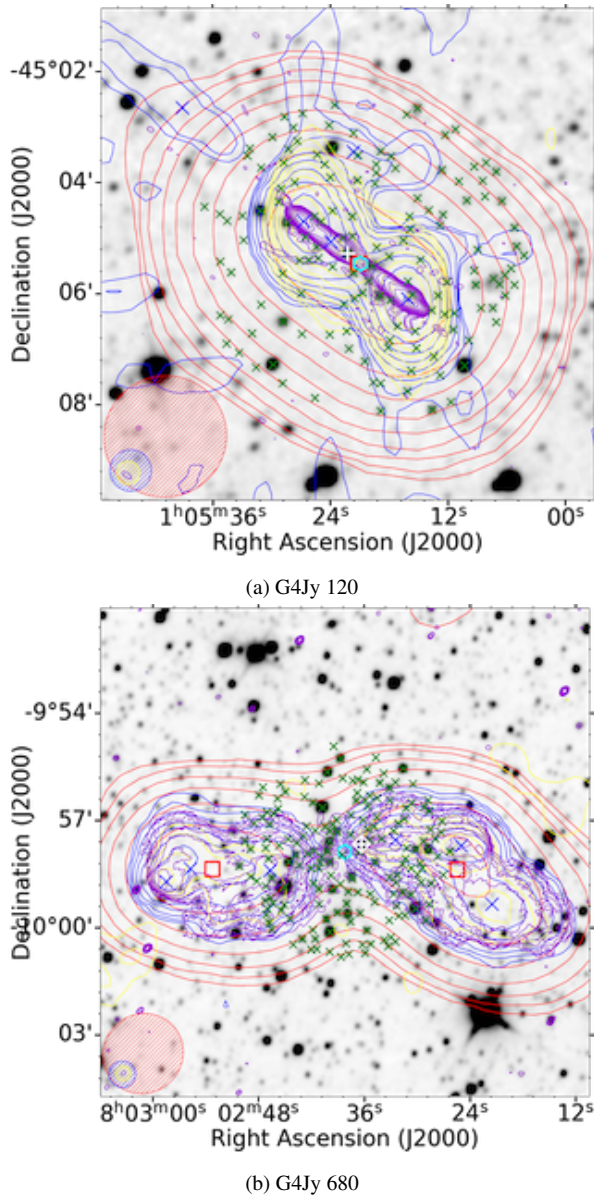 -45°02'
04'
06'
08'
Declination (J2000)
1ʰ05ᵐ36ˢ 24ˢ 12ˢ 00ˢ
Right Ascension (J2000)
(a) G4Jy 120
-9°54'
57'
-10°00'
03'
Declination (J2000)
8ʰ03ᵐ00ˢ 02ᵐ48ˢ 36ˢ 24ˢ 12ˢ
Right Ascension (J2000)
(b) G4Jy 680